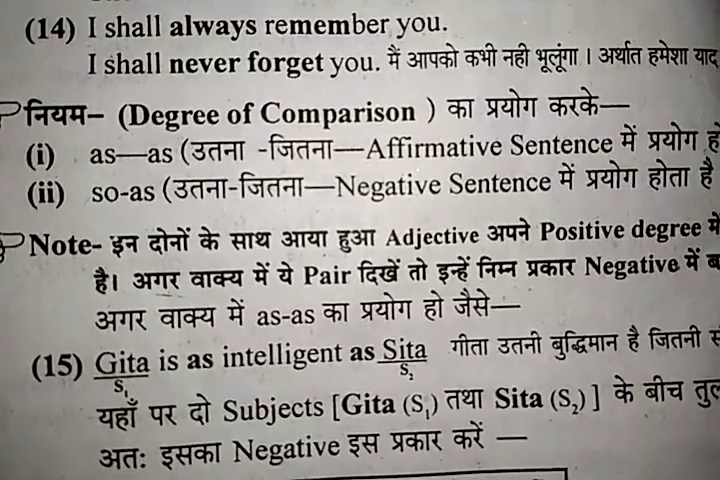 (14) I shall always remember you.
I shall never forget you. मैं आपको कभी नही भूलूंगा । अर्थात हमेशा याद
नियम– (Degree of Comparison ) का प्रयोग करके—
(i) as—as (उतना -जितना—Affirmative Sentence में प्रयोग
(ii) so-as (उतना-जितना—Negative Sentence में प्रयोग होता है
Note- इन दोनों के साथ आया हुआ Adjective अपने Positive degree में
है। अगर वाक्य में ये Pair दिखें तो इन्हें निम्न प्रकार Negative में
अगर वाक्य में as-as का प्रयोग हो जैसे—
(15) Gita is as intelligent as Sita गीता उतनी बुद्धिमान है जितनी
S₁ S₂
यहाँ पर दो Subjects [Gita (S₁) तथा Sita (S₂) ] के बीच
अतः इसका Negative इस प्रकार करें —